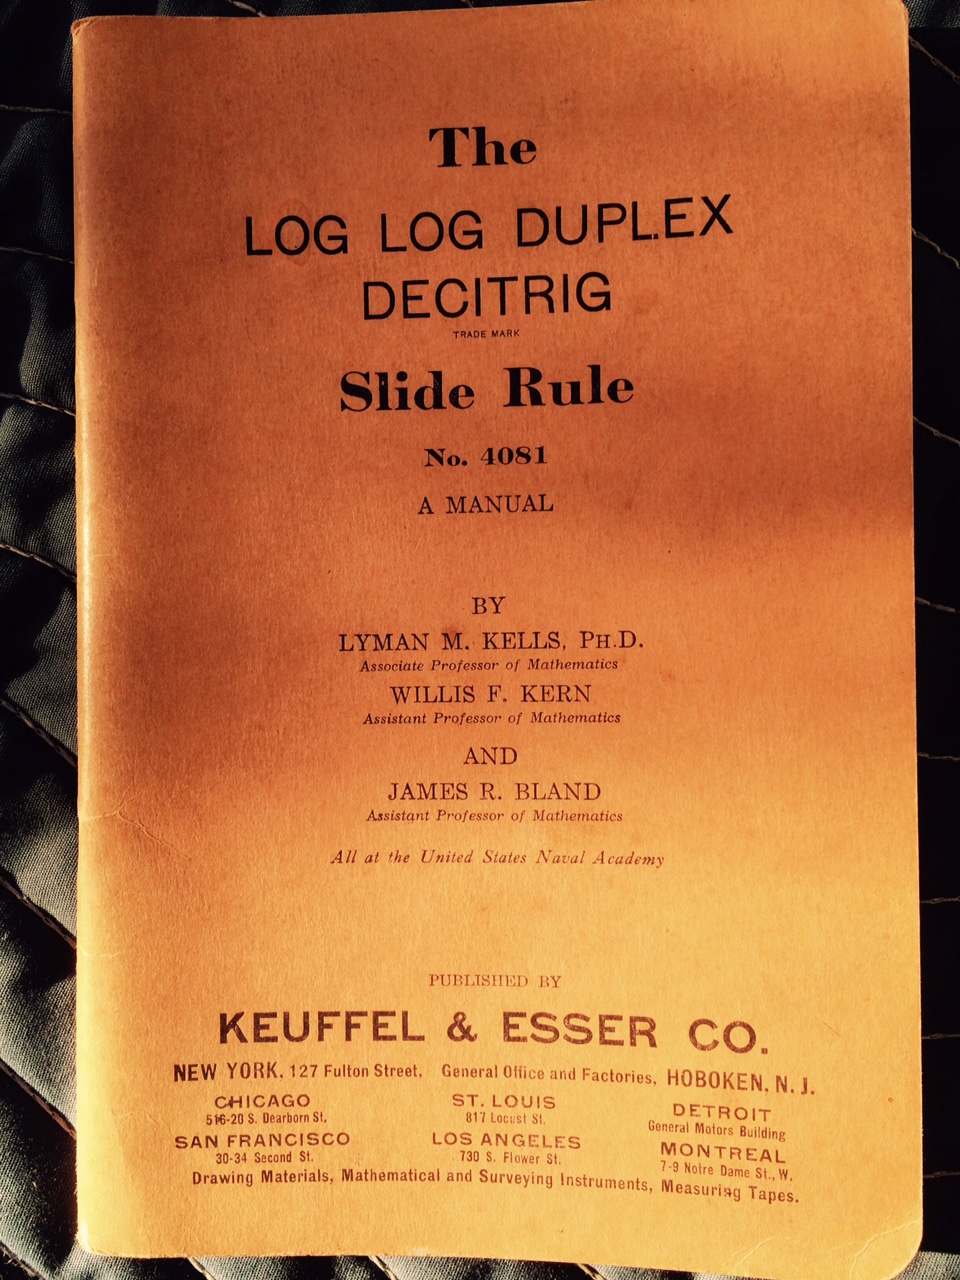 The
LOG LOG DUPLEX
DECITRIG
TRADE MARK
Slide Rule
No. 4081
A MANUAL
BY
LYMAN M. KELLS, PH.D.
Associate Professor of Mathematics
WILLIS F. KERN
Assistant Professor of Mathematics
AND
JAMES R. BLAND
Assistant Professor of Mathematics
All at the United States Naval Academy
PUBLISHED BY
KEUFFEL & ESSER CO.
NEW YORK, 127 Fulton Street, General Office and Factories, HOBOKEN, N. J.
CHICAGO ST. LOUIS DETROIT
516-20 S. Dearborn St. 817 Locust St. General Motors Building
SAN FRANCISCO LOS ANGELES MONTREAL
30-34 Second St. 730 S. Flower St. 7-9 Notre Dame St., W.
Drawing Materials, Mathematical and Surveying Instruments, Measuring Tapes.